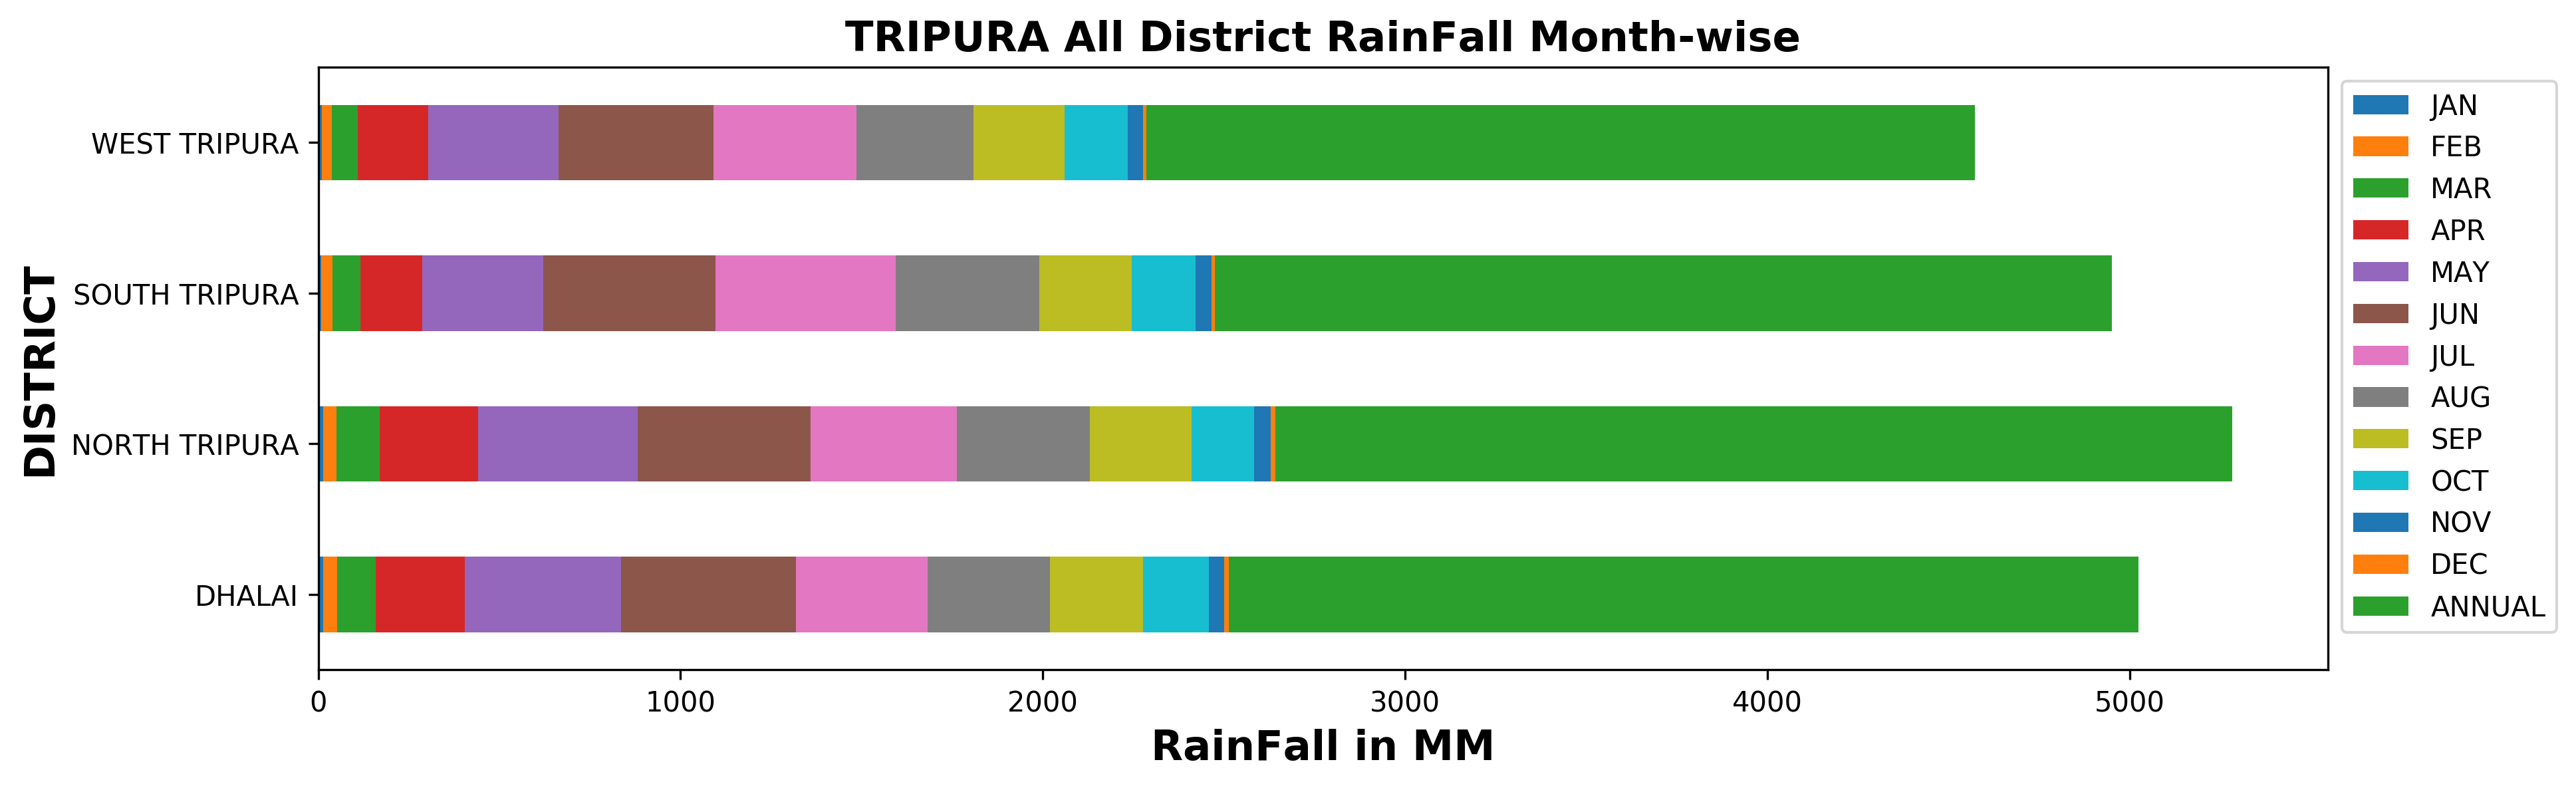 TRIPURA All District RainFall Month-wise
DISTRICT
WEST TRIPURA
SOUTH TRIPURA
NORTH TRIPURA
DHALAI
0 1000 2000 3000 4000 5000
RainFall in MM
JAN
FEB
MAR
APR
MAY
JUN
JUL
AUG
SEP
OCT
NOV
DEC
ANNUAL